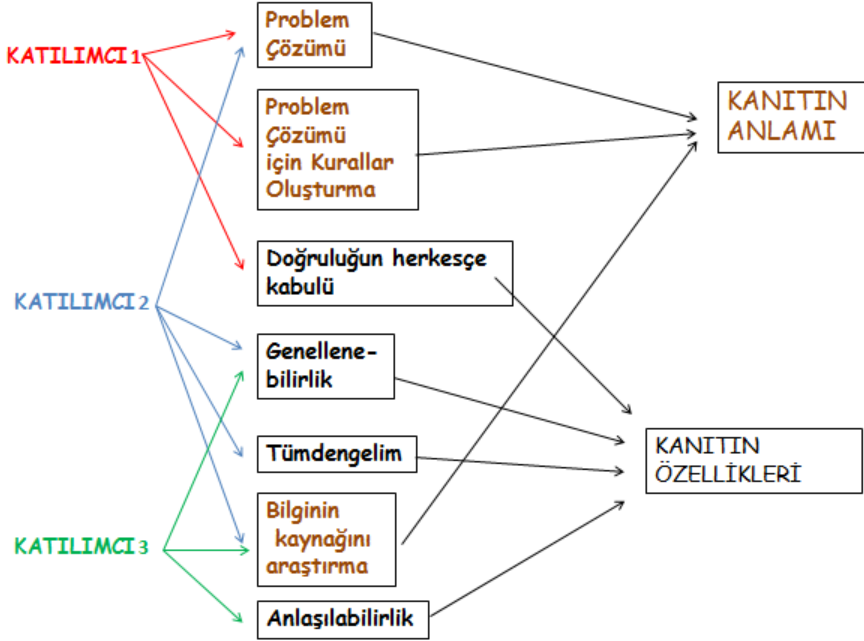 KATILIMCI 1
KATILIMCI 2
KATILIMCI 3
Problem
Çözümü
Problem
Çözümü
için Kurallar
Oluşturma
Doğruluğun herkesçe
kabulü
Genellene-
bilirlik
Tümdengelim
Bilginin
kaynağını
araştırma
Anlaşılabilirlik
KANITIN
ANLAMI
KANITIN
ÖZELLİKLERİ